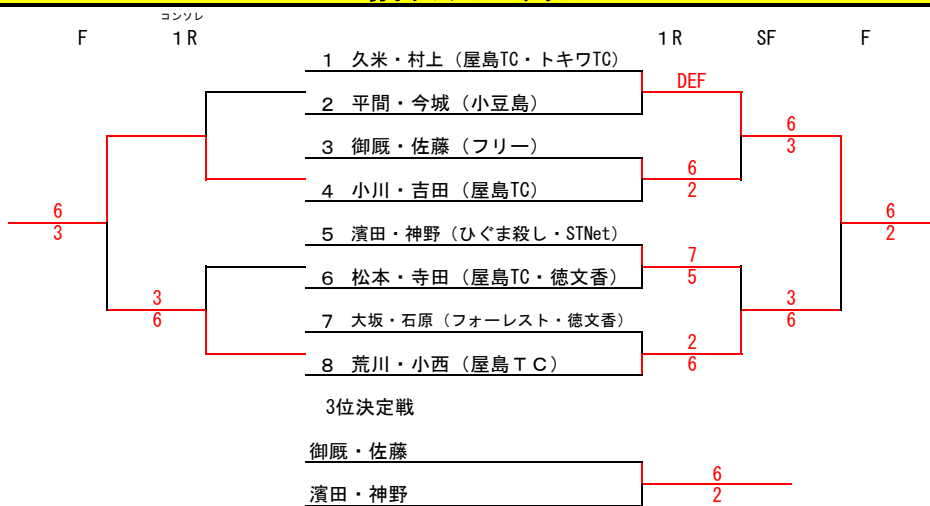 コンソレ
F 1R 1R SF F
1 久米・村上（屋島TC・トキワTC）
DEF
2 平間・今城（小豆島）
6
3
3 御厩・佐藤（フリー）
6
2
4 小川・吉田（屋島TC）
6
3
6
2
5 濱田・神野（ひぐま殺し・STNet）
7
5
6 松本・寺田（屋島TC・徳文香）
3
6
3
6
7 大坂・石原（フォーレスト・徳文香）
2
6
8 荒川・小西（屋島ＴＣ）
3位決定戦
御厩・佐藤
6
2
濱田・神野